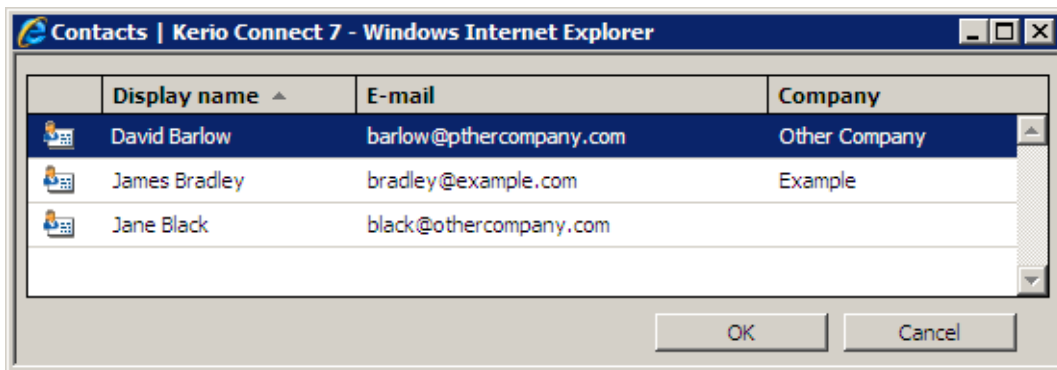 Contacts | Kerio Connect 7 - Windows Internet Explorer
Display name E-mail Company
David Barlow barlow@pthercompany.com Other Company
James Bradley bradley@example.com Example
Jane Black black@othercompany.com
OK Cancel